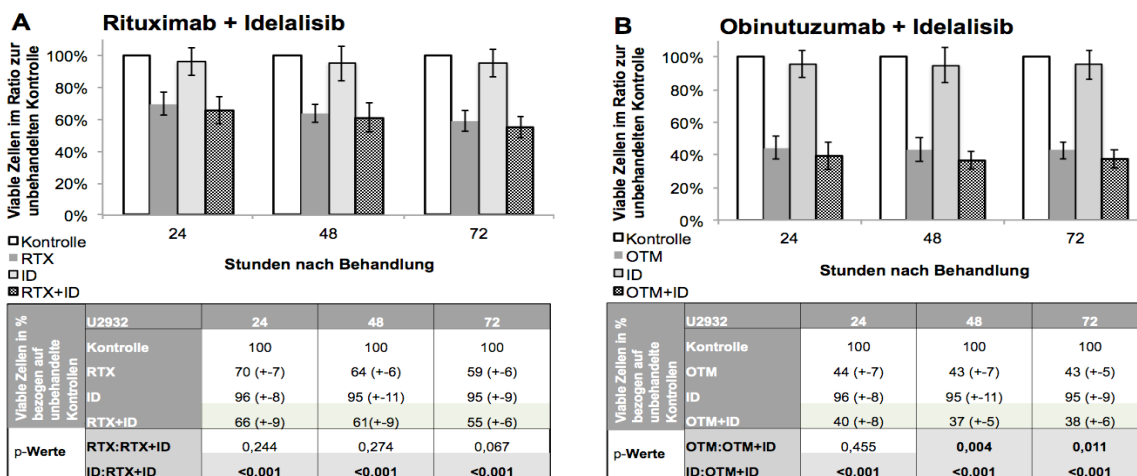 A Rituximab + Idelalisib
Viable Zellen im Ratio zur
unbehandelten Kontrolle
100%
80%
60%
40%
20%
0%
24 48 72
Stunden nach Behandlung
Kontrolle
RTX
ID
RTX+ID
Viable Zellen in %
bezogen auf
unbehandelte
Kontrollen
U2932 24 48 72
Kontrolle 100 100 100
RTX 70 (+-7) 64 (+-6) 59 (+-6)
ID 96 (+-8) 95 (+-11) 95 (+-9)
RTX+ID 66 (+-9) 61(+-9) 55 (+-6)
p-Werte
RTX:RTX+ID 0,244 0,274 0,067
ID:RTX+ID <0.001 <0.001 <0.001
B Obinutuzumab + Idelalisib
Viable Zellen im Ratio zur
unbehandelten Kontrolle
100%
80%
60%
40%
20%
0%
24 48 72
Stunden nach Behandlung
Kontrolle
OTM
ID
OTM+ID
Viable Zellen in %
bezogen auf
unbehandelte
Kontrollen
U2932 24 48 72
Kontrolle 100 100 100
OTM 44 (+-7) 43 (+-7) 43 (+-5)
ID 96 (+-8) 95 (+-11) 95 (+-9)
OTM+ID 40 (+-8) 37 (+-5) 38 (+-6)
p-Werte
OTM:OTM+ID 0,455 0,004 0,011
ID:OTM+ID <0.001 <0.001 <0.001